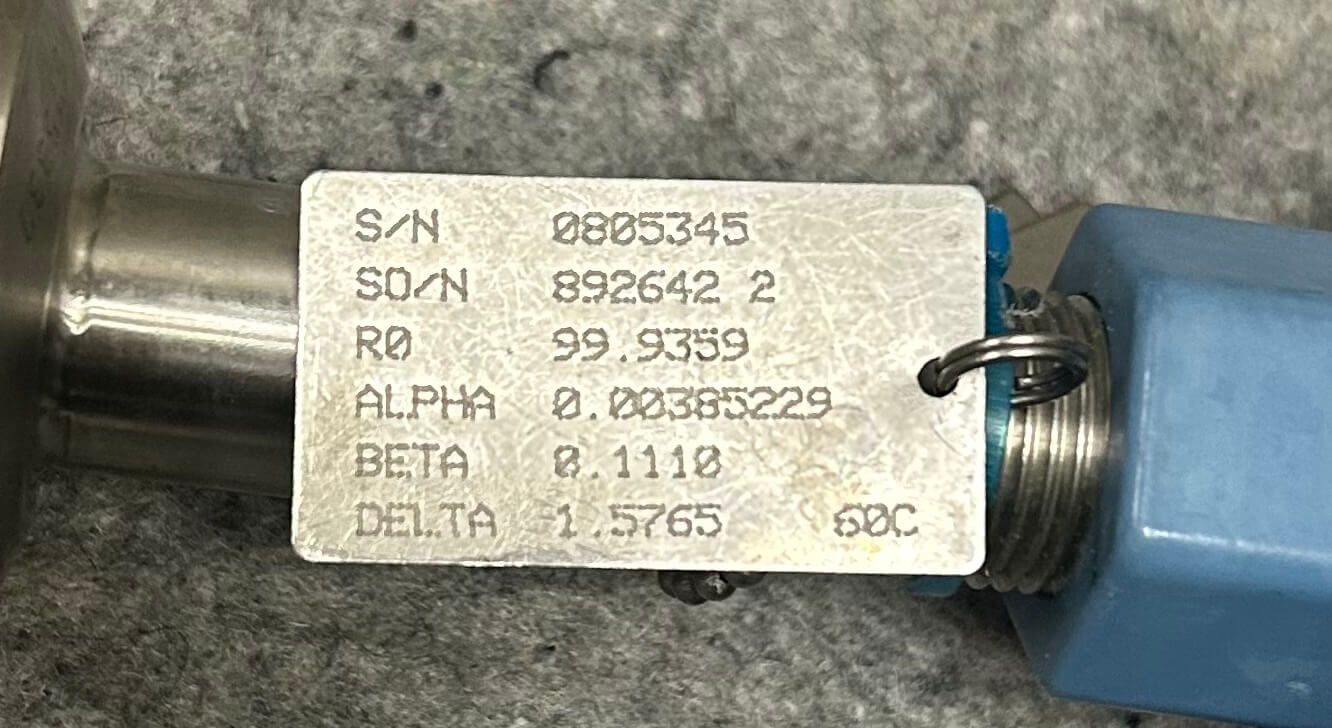 S/N 0805345
SO/N 892642 2
R0 99.9359
ALPHA 0.00385229
BETA 0.1110
DELTA 1.5765 60C